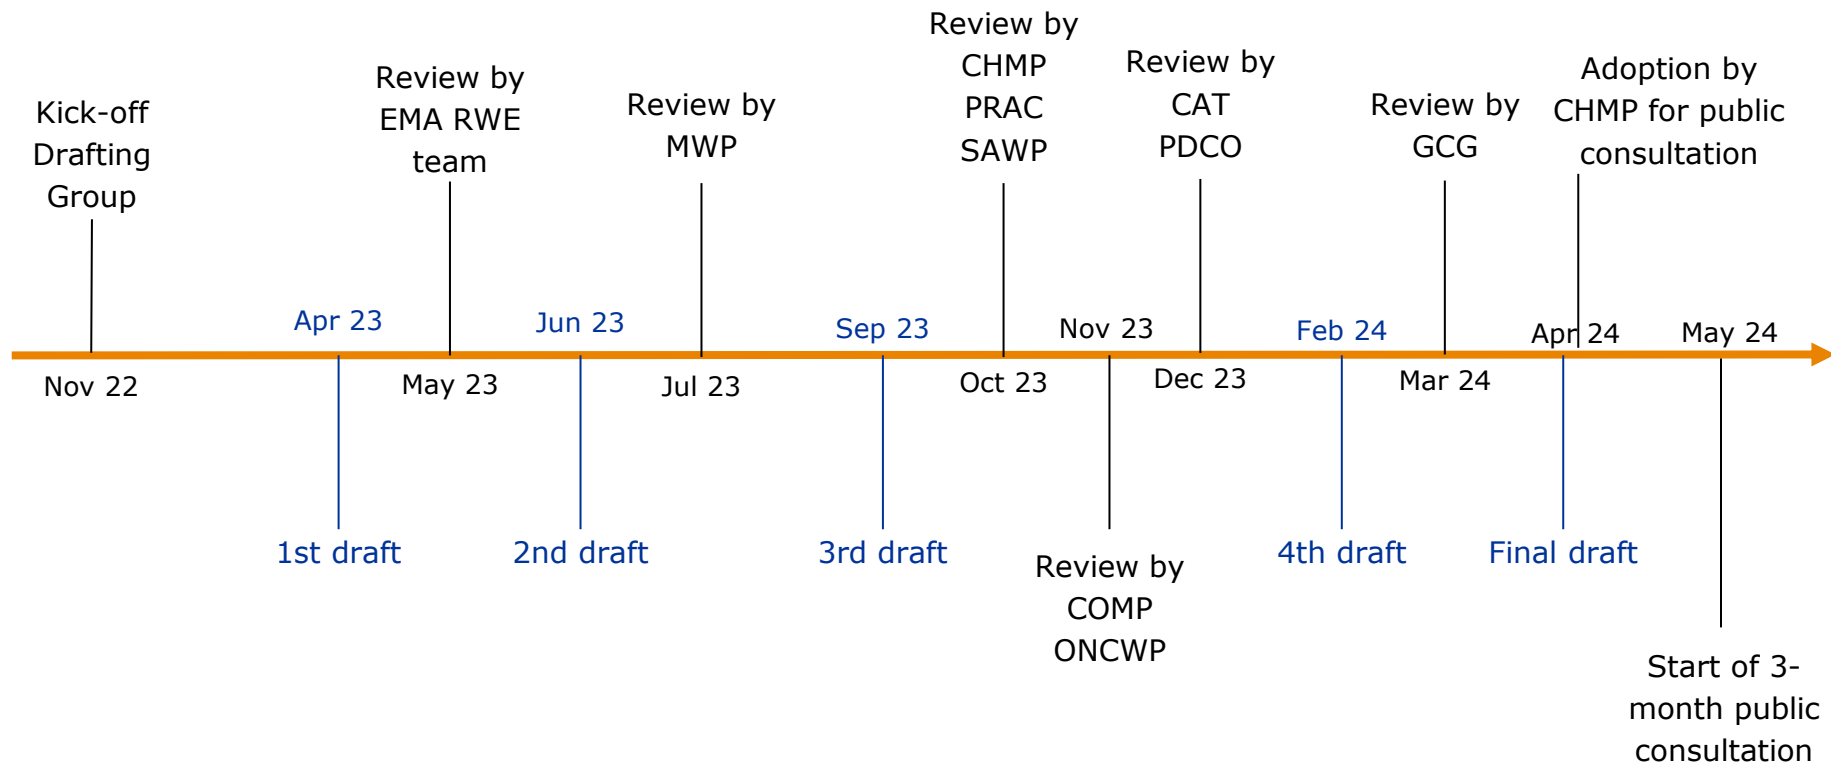 Kick-off
Drafting
Group
Nov 22
Apr 23
1st draft
Review by
EMA RWE
team
May 23
Jun 23
2nd draft
Review by
MWP
Jul 23
Sep 23
3rd draft
Review by
CHMP
PRAC
SAWP
Oct 23
Nov 23
Review by
COMP
ONCWP
Review by
CAT
PDCO
Dec 23
Feb 24
4th draft
Review by
GCG
Mar 24
Adoption by
CHMP for public
consultation
Apr 24
Final draft
May 24
Start of 3-
month public
consultation